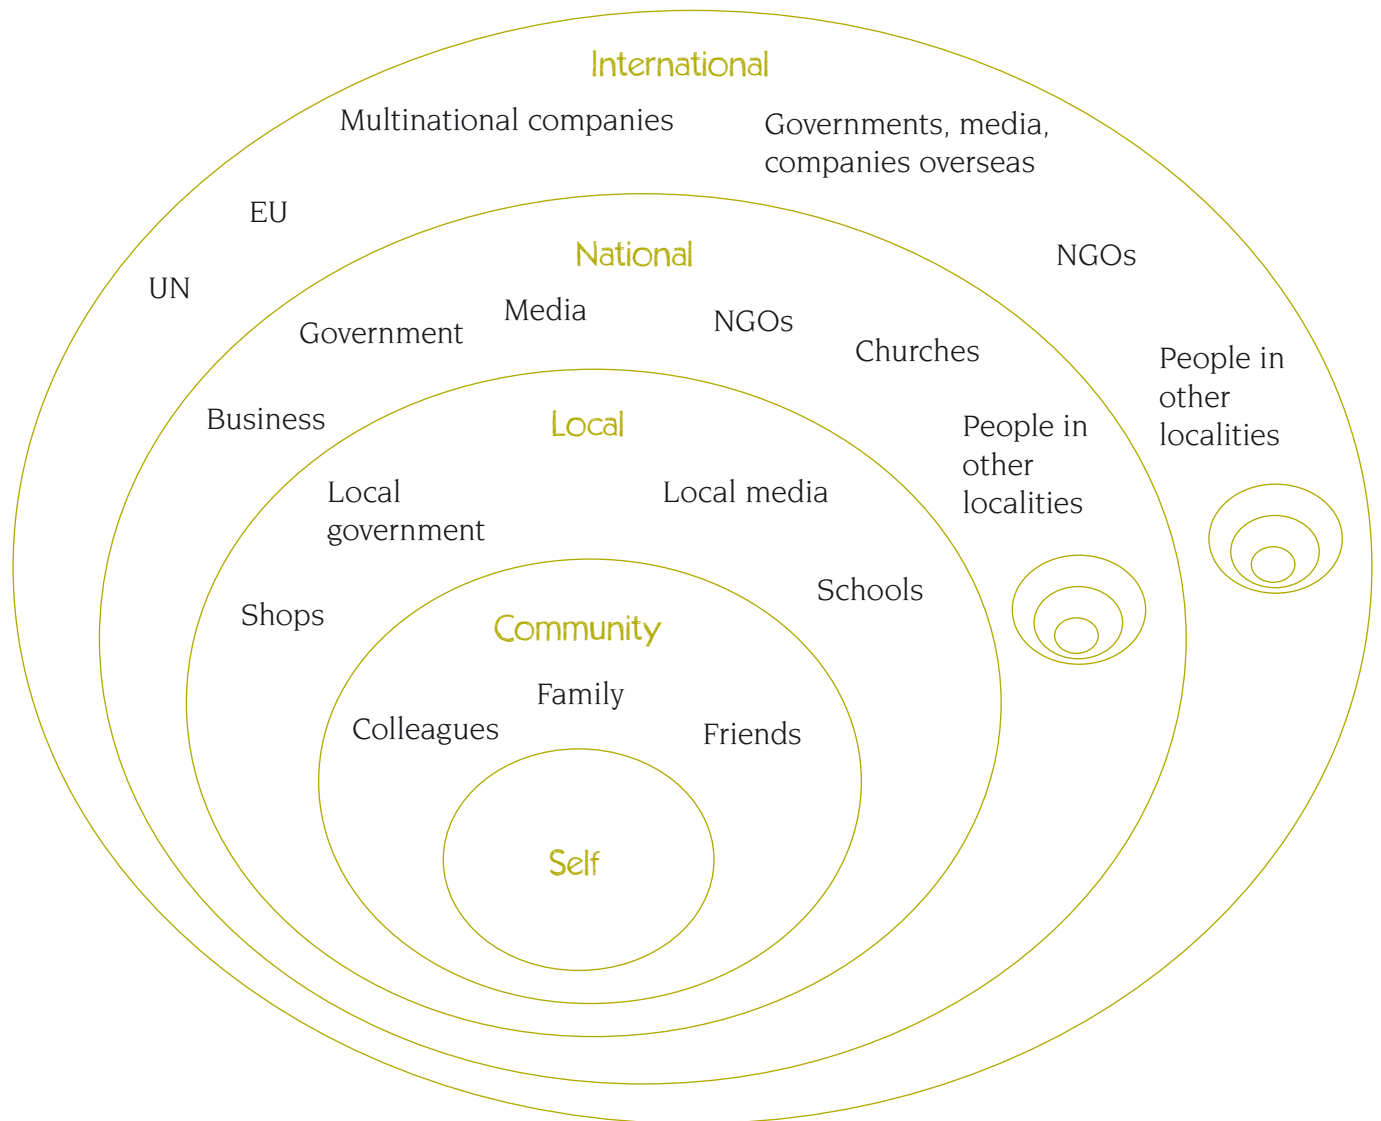 International
Multinational companies
Governments, media,
companies overseas
EU
UN
NGOs
People in
other
localities
National
Media
NGOs
Government
Churches
Business
People in
other
localities
Local
Local
government
Local media
Schools
Shops
Community
Family
Colleagues
Friends
Self